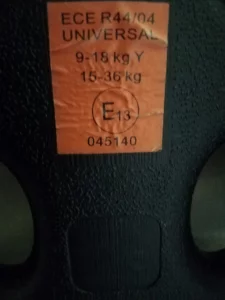 ECE R44/04
UNIVERSAL
9-18 kg Y
15-36 kg
E13
045140